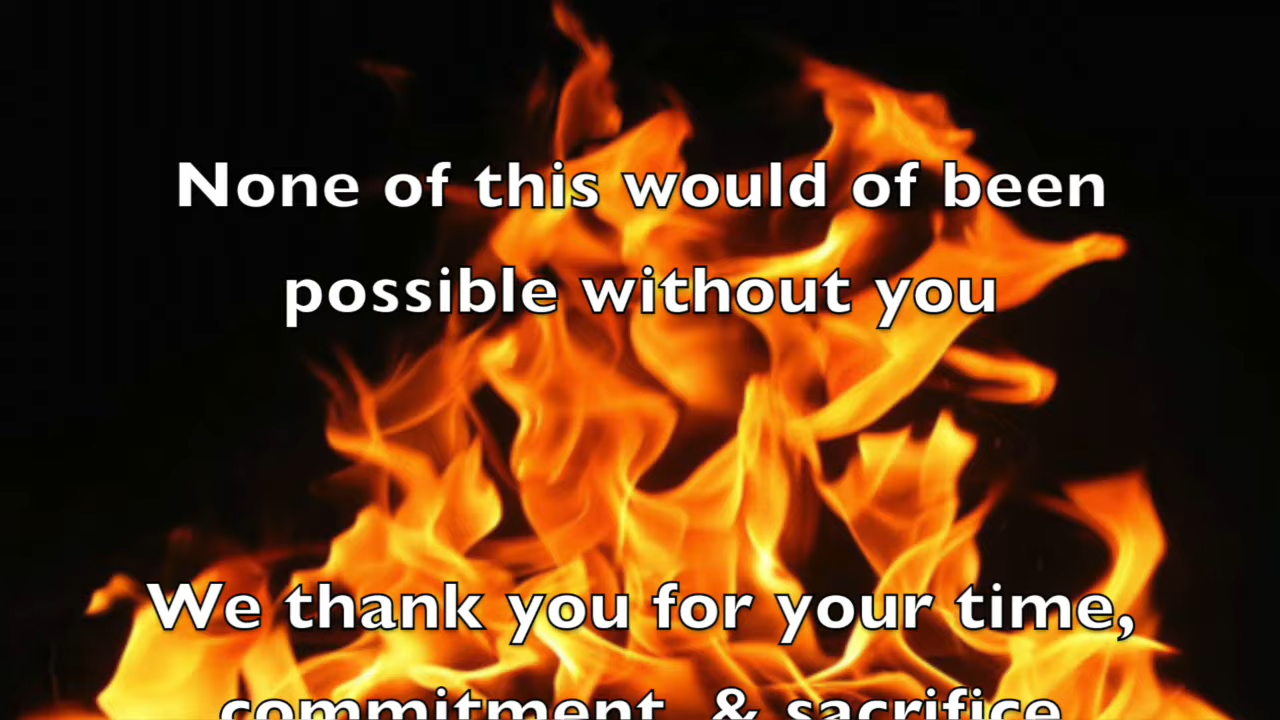 None of this would of been
possible without you
We thank you for your time,
commitment, & sacrifice